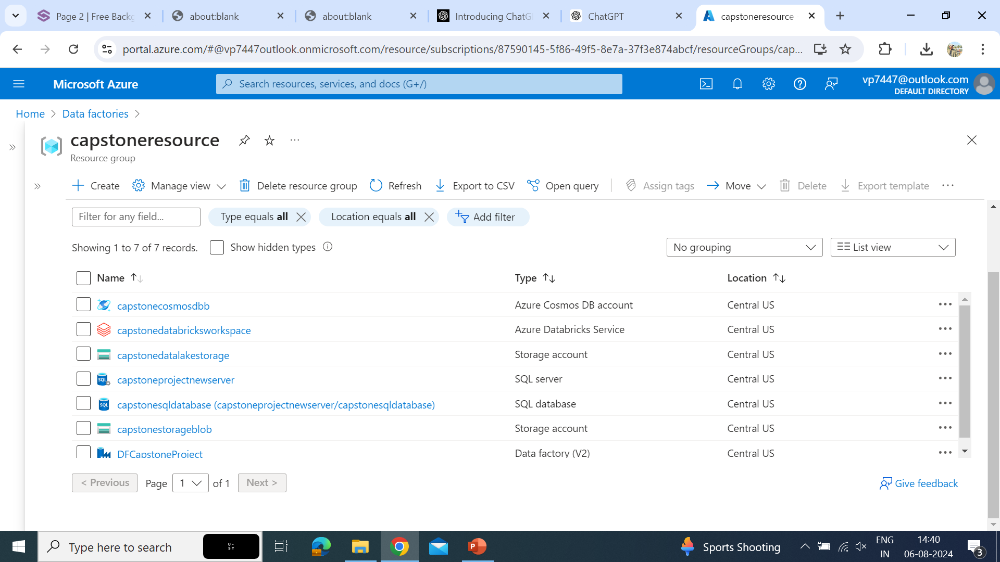 Page 2 | Free Backg
about:blank
about:blank
Introducing ChatG
ChatGPT
capstoneresource -
portal.azure.com/#@vp7447outlook.onmicrosoft.com/resource/subscriptions/87590145-5f86-49f5-8e7a-37f3e874abcf/resourceGroups/cap...
Microsoft Azure
Search resources, services, and docs (G+/)
vp7447@outlook.com
DEFAULT DIRECTORY
Home > Data factories >
capstoneresource
Resource group
Create Manage view Delete resource group Refresh Export to CSV Open query Assign tags Move Delete Export template
Filter for any field... Type equals all Location equals all Add filter
Showing 1 to 7 of 7 records. Show hidden types No grouping List view
Name Type Location
capstonecosmosdbb Azure Cosmos DB account Central US
capstonedatabricksworkspace Azure Databricks Service Central US
capstonedatalakestorage Storage account Central US
capstoneprojectnewserver SQL server Central US
capstonesqldatabase (capstoneprojectnewserver/capstonesqldatabase) SQL database Central US
capstonestorageblob Storage account Central US
DFCapstoneProject Data factory (V2) Central US
< Previous Page 1 of 1 Next > Give feedback
Type here to search
Sports Shooting
ENG
IN
14:40
06-08-2024
3